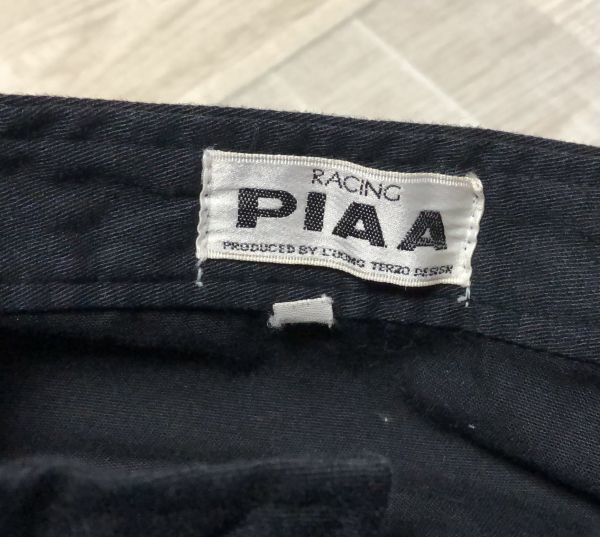 RACING
PIAA
PRODUCED BY L'UOMO TERZO DESIGN